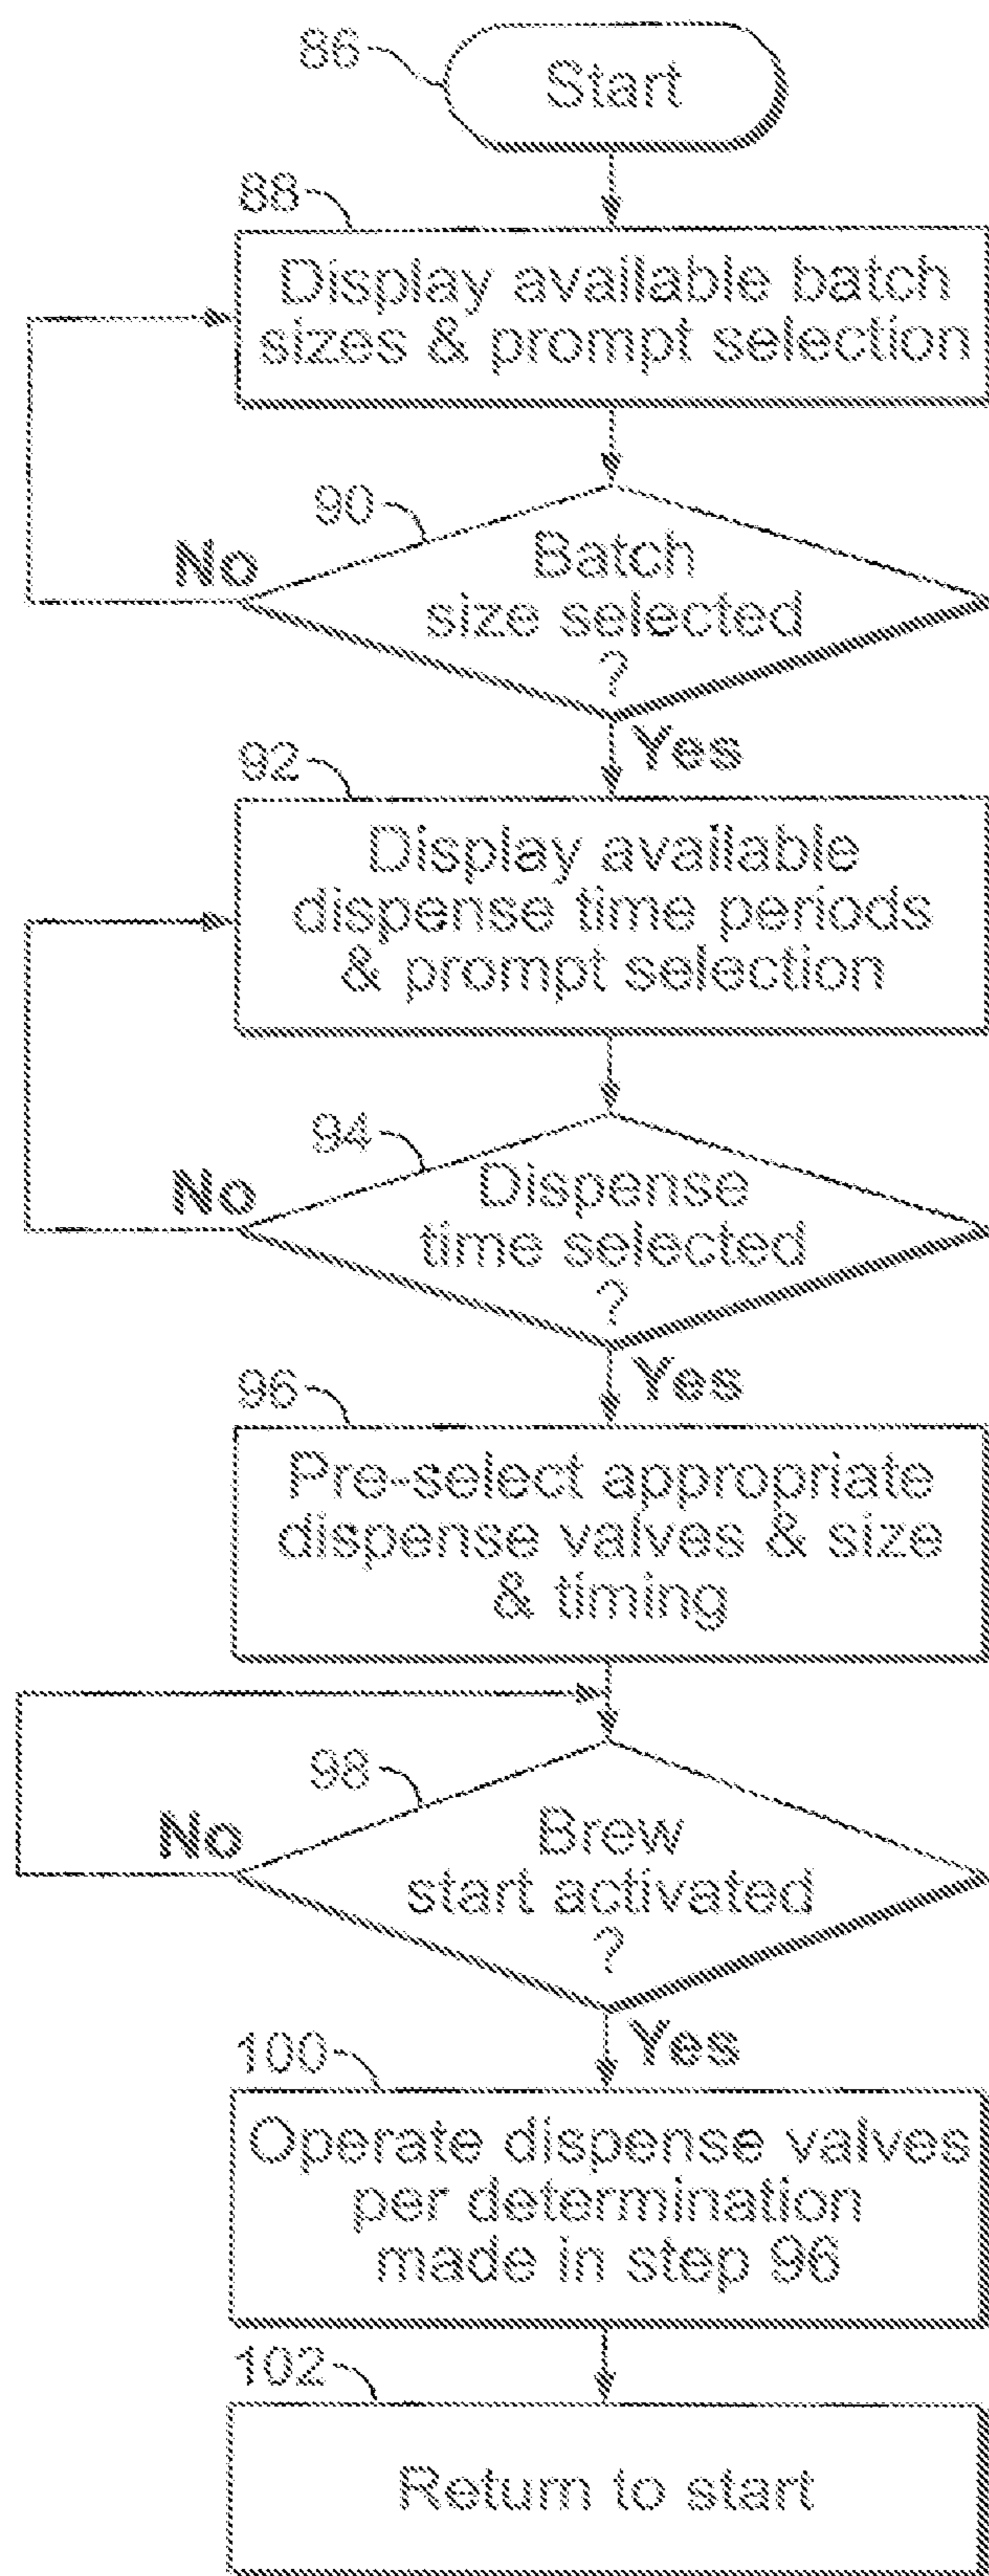 86
Start
88
Display available batch
sizes & prompt selection
90
No
Batch
size selected
?
Yes
92
Display available
dispense time periods
& prompt selection
94
No
Dispense
time selected
?
Yes
96
Pre-select appropriate
dispense valves & size
& timing
98
No
Brew
start activated
?
Yes
100
Operate dispense valves
per determination
made in step 96
102
Return to start